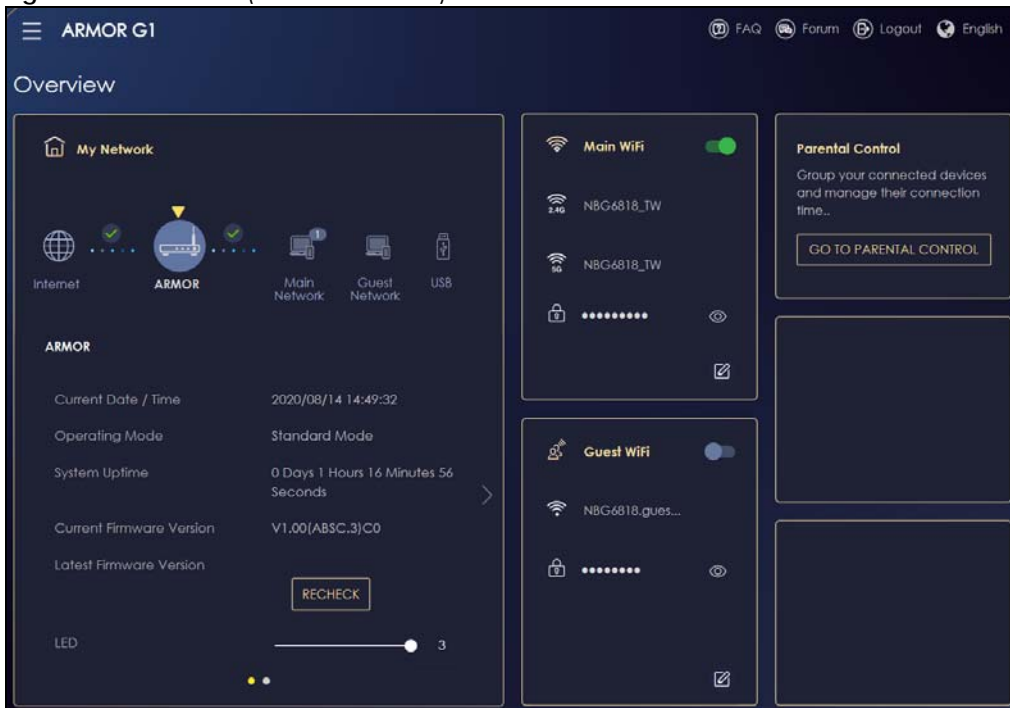 ARMOR G1
FAQ
Forum
Logout
English
Overview
My Network
Internet
ARMOR
1
Main
Network
Guest
Network
USB
ARMOR
Current Date / Time 2020/08/14 14:49:32
Operating Mode Standard Mode
System Uptime 0 Days 1 Hours 16 Minutes 56
Seconds
Current Firmware Version V1.00(ABSC.3)C0
Latest Firmware Version
RECHECK
LED 3
Main WiFi
2.4G NBG6818_TW
5G NBG6818_TW
•••••••••
Guest WiFi
NBG6818.gues...
••••••••
Parental Control
Group your connected devices
and manage their connection
time..
GO TO PARENTAL CONTROL